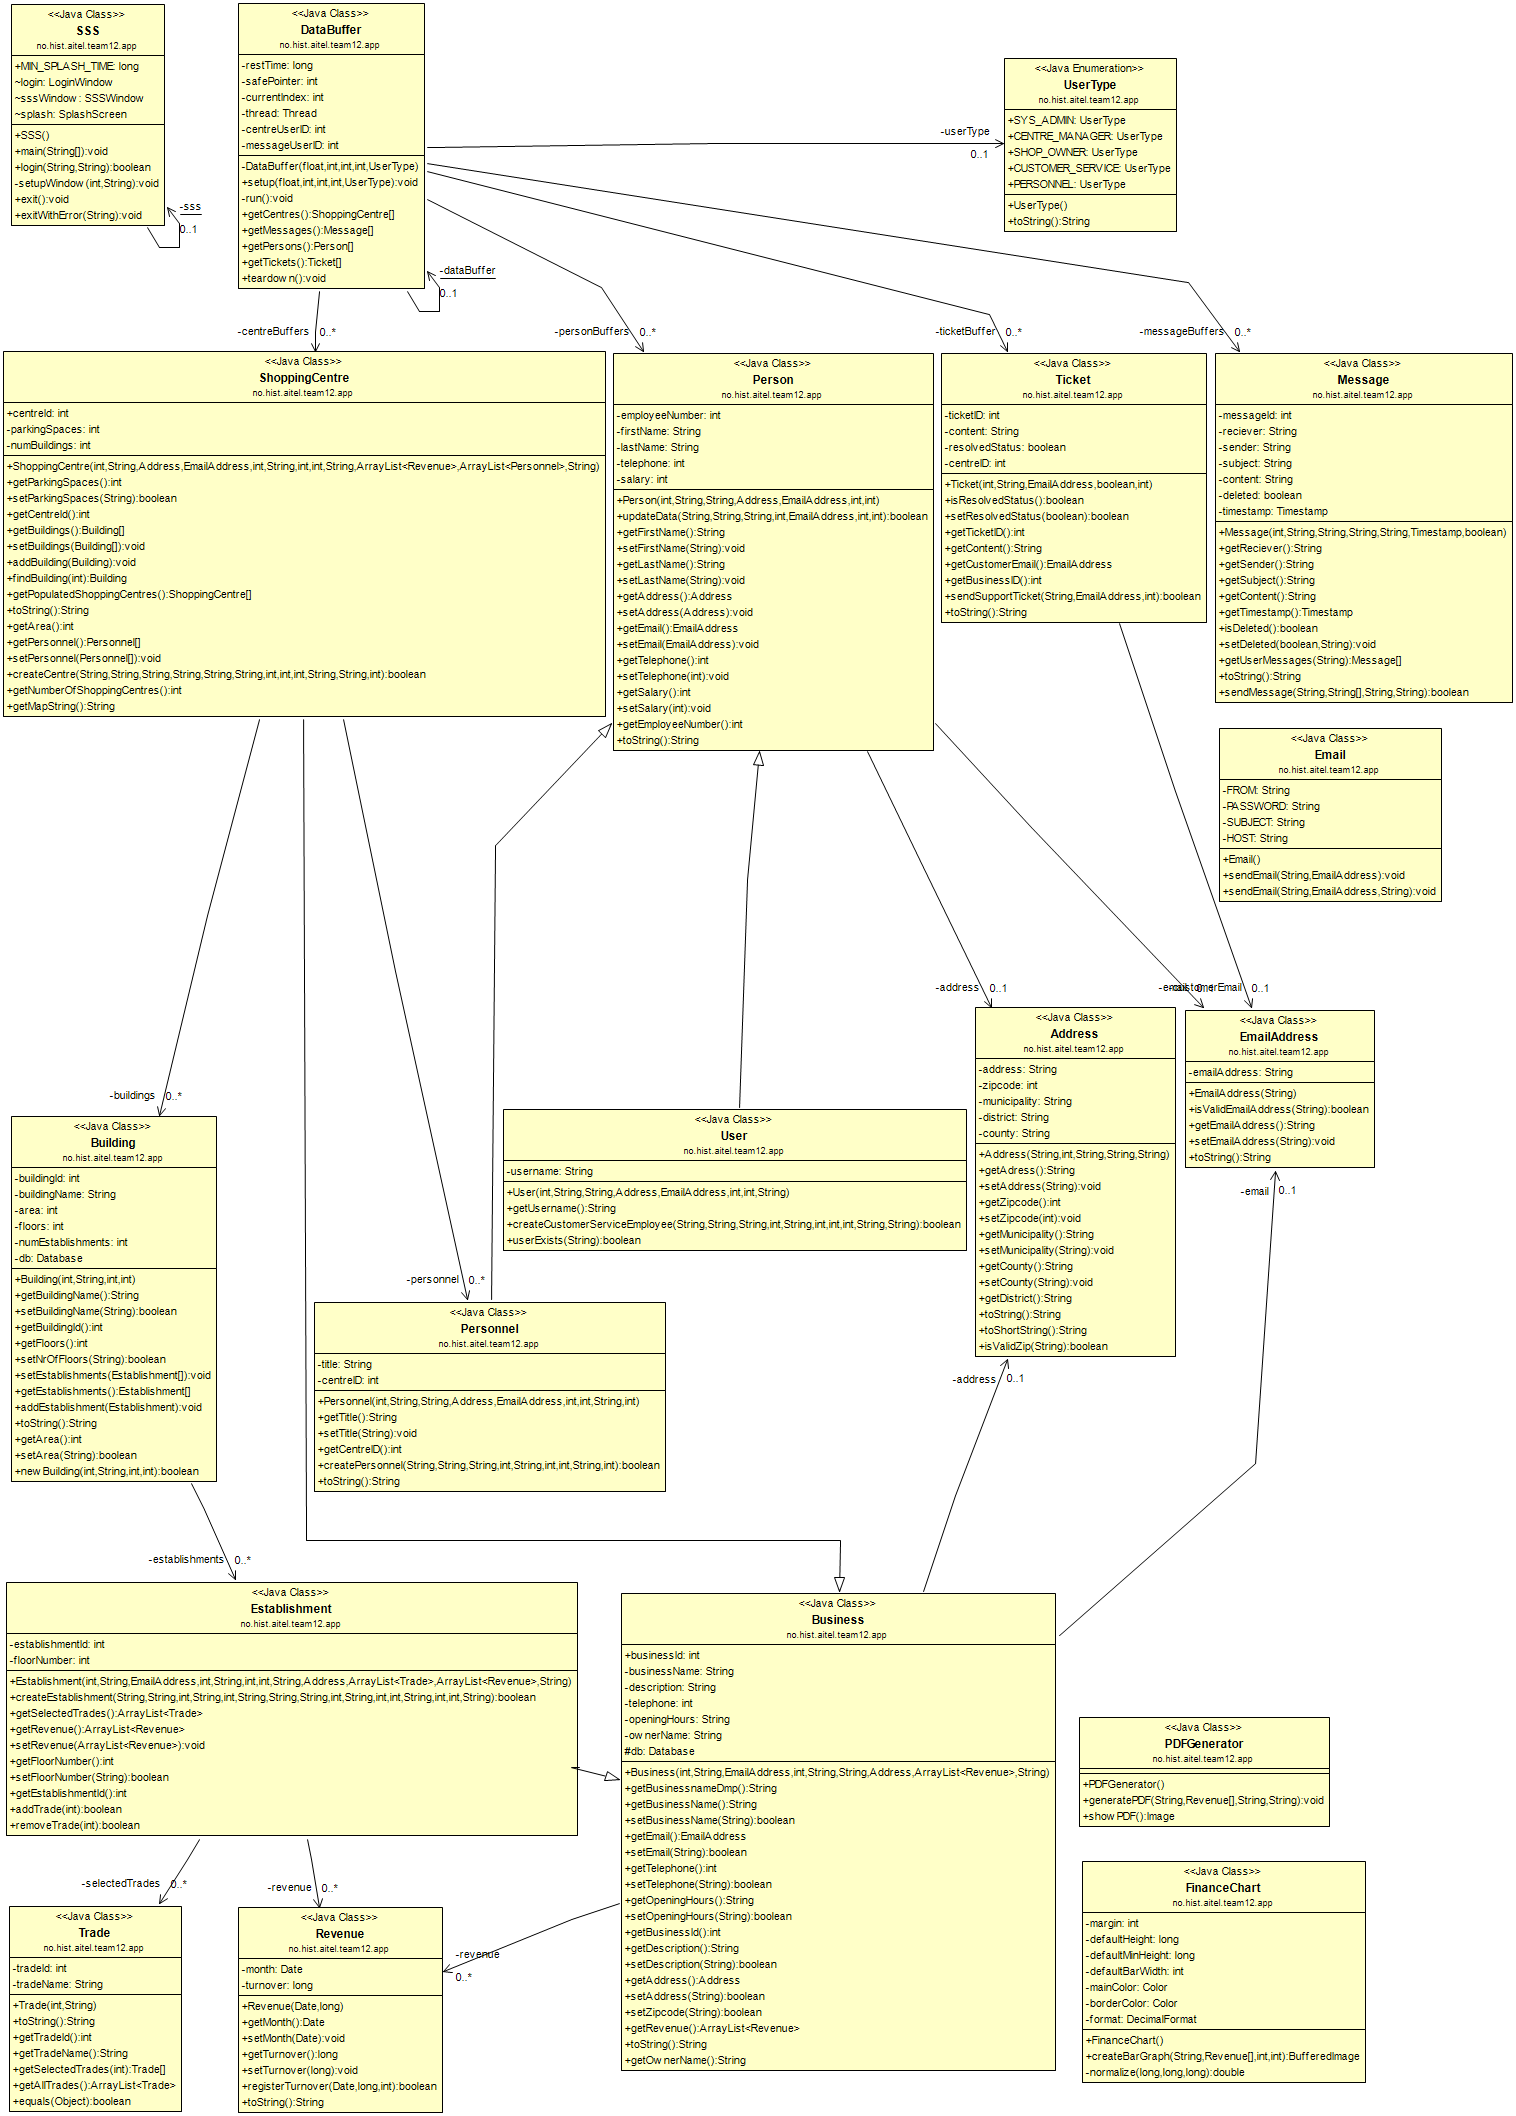 <<Java Class>>
SSS
no.hist.aitel.team12.app
+MIN_SPLASH_TIME: long
~login: LoginWindow
~sssWindow: SSSWindow
~splash: SplashScreen
+SSS()
+main(String[]):void
+login(String,String):boolean
-setupWindow(int,String):void
+exit():void
+exitWithError(String):void
-sss
0..1
<<Java Class>>
DataBuffer
no.hist.aitel.team12.app
-restTime: long
-safePointer: int
-currentIndex: int
-thread: Thread
-centreUserID: int
-messageUserID: int
-DataBuffer(float,int,int,int,UserType)
+setup(float,int,int,int,UserType):void
-run():void
+getCentres():ShoppingCentre[]
+getMessages():Message[]
+getPersons():Person[]
+getTickets():Ticket[]
+teardown():void
-dataBuffer
0..1
-userType
0..1
<<Java Enumeration>>
UserType
no.hist.aitel.team12.app
+SYS_ADMIN: UserType
+CENTRE_MANAGER: UserType
+SHOP_OWNER: UserType
+CUSTOMER_SERVICE: UserType
+PERSONNEL: UserType
+UserType()
+toString():String
-centreBuffers 0..*
-personBuffers 0..*
-ticketBuffer 0..*
-messageBuffers 0..*
<<Java Class>>
ShoppingCentre
no.hist.aitel.team12.app
+centreId: int
-parkingSpaces: int
-numBuildings: int
+ShoppingCentre(int,String,Address,EmailAddress,int,String,int,int,String,ArrayList<Revenue>,ArrayList<Personnel>,String)
+getParkingSpaces():int
+setParkingSpaces(String):boolean
+getCentreId():int
+getBuildings():Building[]
+setBuildings(Building[]):void
+addBuilding(Building):void
+findBuilding(int):Building
+getPopulatedShoppingCentres():ShoppingCentre[]
+toString():String
+getArea():int
+getPersonnel():Personnel[]
+setPersonnel(Personnel[]):void
+createCentre(String,String,String,String,String,String,int,int,int,String,String,int):boolean
+getNumberOfShoppingCentres():int
+getMapString():String
<<Java Class>>
Person
no.hist.aitel.team12.app
-employeeNumber: int
-firstName: String
-lastName: String
-telephone: int
-salary: int
+Person(int,String,String,Address,EmailAddress,int,int)
+updateData(String,String,String,int,EmailAddress,int,int):boolean
+getFirstName():String
+setFirstName(String):void
+getLastName():String
+setLastName(String):void
+getAddress():Address
+setAddress(Address):void
+getEmail():EmailAddress
+setEmail(EmailAddress):void
+getTelephone():int
+setTelephone(int):void
+getSalary():int
+setSalary(int):void
+getEmployeeNumber():int
+toString():String
<<Java Class>>
Ticket
no.hist.aitel.team12.app
-ticketID: int
-content: String
-resolvedStatus: boolean
-centreID: int
+Ticket(int,String,EmailAddress,boolean,int)
+isResolvedStatus():boolean
+setResolvedStatus(boolean):boolean
+getTicketID():int
+getContent():String
+getCustomerEmail():EmailAddress
+getBusinessID():int
+sendSupportTicket(String,EmailAddress,int):boolean
+toString():String
<<Java Class>>
Message
no.hist.aitel.team12.app
-messageId: int
-reciever: String
-sender: String
-subject: String
-content: String
-deleted: boolean
-timestamp: Timestamp
+Message(int,String,String,String,String,Timestamp,boolean)
+getReciever():String
+getSender():String
+getSubject():String
+getContent():String
+getTimestamp():Timestamp
+isDeleted():boolean
+setDeleted(boolean,String):void
+getUserMessages(String):Message[]
+toString():String
+sendMessage(String,String[],String,String):boolean
<<Java Class>>
Email
no.hist.aitel.team12.app
-FROM: String
-PASSWORD: String
-SUBJECT: String
-HOST: String
+Email()
+sendEmail(String,EmailAddress):void
+sendEmail(String,EmailAddress,String):void
-address 0..1
-email 0..1
-customerEmail 0..1
<<Java Class>>
Address
no.hist.aitel.team12.app
-address: String
-zipcode: int
-municipality: String
-district: String
-county: String
+Address(String,int,String,String,String)
+getAdress():String
+setAddress(String):void
+getZipcode():int
+setZipcode(int):void
+getMunicipality():String
+setMunicipality(String):void
+getCounty():String
+setCounty(String):void
+getDistrict():String
+toString():String
+toShortString():String
+isValidZip(String):boolean
<<Java Class>>
EmailAddress
no.hist.aitel.team12.app
-emailAddress: String
+EmailAddress(String)
+isValidEmailAddress(String):boolean
+getEmailAddress():String
+setEmailAddress(String):void
+toString():String
-email 0..1
-buildings 0..*
<<Java Class>>
Building
no.hist.aitel.team12.app
-buildingId: int
-buildingName: String
-area: int
-floors: int
-numEstablishments: int
-db: Database
+Building(int,String,int,int)
+getBuildingName():String
+setBuildingName(String):boolean
+getBuildingId():int
+getFloors():int
+setNrOfFloors(String):boolean
+setEstablishments(Establishment[]):void
+getEstablishments():Establishment[]
+addEstablishment(Establishment):void
+toString():String
+getArea():int
+setArea(String):boolean
+newBuilding(int,String,int,int):boolean
<<Java Class>>
User
no.hist.aitel.team12.app
-username: String
+User(int,String,String,Address,EmailAddress,int,int,String)
+getUsername():String
+createCustomerServiceEmployee(String,String,String,int,String,int,int,int,String,String):boolean
+userExists(String):boolean
-personnel 0..*
<<Java Class>>
Personnel
no.hist.aitel.team12.app
-title: String
-centreID: int
+Personnel(int,String,String,Address,EmailAddress,int,int,String,int)
+getTitle():String
+setTitle(String):void
+getCentreID():int
+createPersonnel(String,String,String,int,String,int,int,String,int):boolean
+toString():String
-address 0..1
-establishments 0..*
<<Java Class>>
Establishment
no.hist.aitel.team12.app
-establishmentId: int
-floorNumber: int
+Establishment(int,String,EmailAddress,int,String,int,int,String,Address,ArrayList<Trade>,ArrayList<Revenue>,String)
+createEstablishment(String,String,int,String,int,String,String,String,int,String,int,int,String,int,int,String):boolean
+getSelectedTrades():ArrayList<Trade>
+getRevenue():ArrayList<Revenue>
+setRevenue(ArrayList<Revenue>):void
+getFloorNumber():int
+setFloorNumber(String):boolean
+getEstablishmentId():int
+addTrade(int):boolean
+removeTrade(int):boolean
<<Java Class>>
Business
no.hist.aitel.team12.app
+businessId: int
-businessName: String
-description: String
-telephone: int
-openingHours: String
-ownerName: String
#db: Database
+Business(int,String,EmailAddress,int,String,String,Address,ArrayList<Revenue>,String)
+getBusinessnameDmp():String
+getBusinessName():String
+setBusinessName(String):boolean
+getEmail():EmailAddress
+setEmail(String):boolean
+getTelephone():int
+setTelephone(String):boolean
+getOpeningHours():String
+setOpeningHours(String):boolean
+getBusinessId():int
+getDescription():String
+setDescription(String):boolean
+getAddress():Address
+setAddress(String):boolean
+setZipcode(String):boolean
+getRevenue():ArrayList<Revenue>
+toString():String
+getOwnerName():String
<<Java Class>>
PDFGenerator
no.hist.aitel.team12.app
+PDFGenerator()
+generatePDF(String,Revenue[],String,String):void
+showPDF():Image
-selectedTrades 0..*
-revenue 0..*
-revenue
0..*
<<Java Class>>
Trade
no.hist.aitel.team12.app
-tradeId: int
-tradeName: String
+Trade(int,String)
+toString():String
+getTradeId():int
+getTradeName():String
+getSelectedTrades(int):Trade[]
+getAllTrades():ArrayList<Trade>
+equals(Object):boolean
<<Java Class>>
Revenue
no.hist.aitel.team12.app
-month: Date
-turnover: long
+Revenue(Date,long)
+getMonth():Date
+setMonth(Date):void
+getTurnover():long
+setTurnover(long):void
+registerTurnover(Date,long,int):boolean
+toString():String
<<Java Class>>
FinanceChart
no.hist.aitel.team12.app
-margin: int
-defaultHeight: long
-defaultMinHeight: long
-defaultBarWidth: int
-mainColor: Color
-borderColor: Color
-format: DecimalFormat
+FinanceChart()
+createBarGraph(String,Revenue[],int,int):BufferedImage
-normalize(long,long,long):double